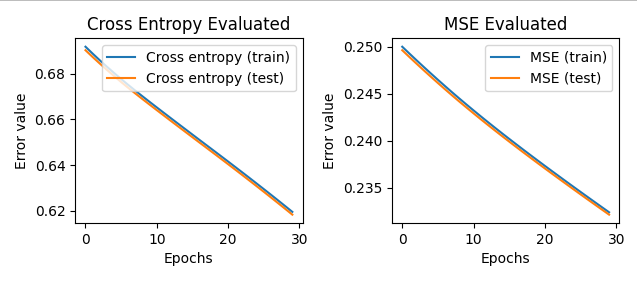 Cross Entropy Evaluated
Cross entropy (train)
Cross entropy (test)
Error value
0.68
0.66
0.64
0.62
0 10 20 30
Epochs
MSE Evaluated
MSE (train)
MSE (test)
Error value
0.250
0.245
0.240
0.235
0 10 20 30
Epochs